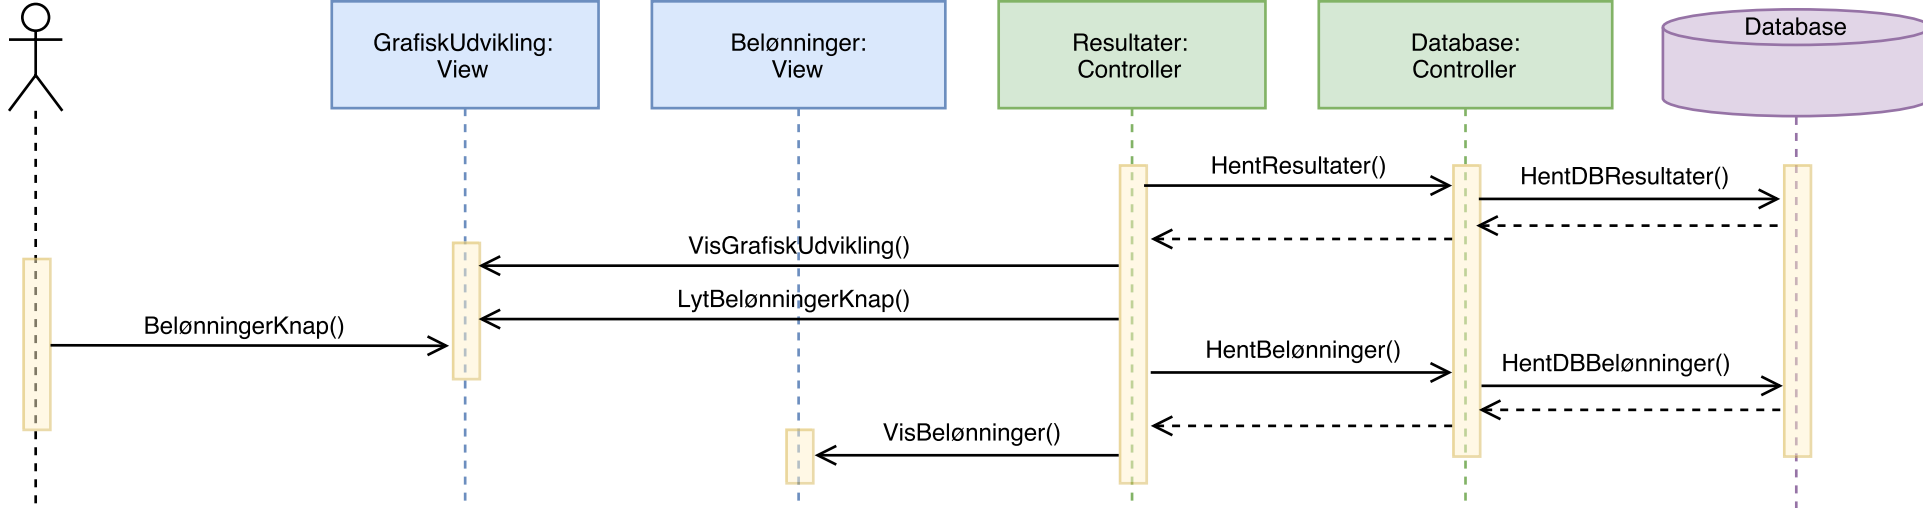 GrafiskUdvikling:
View
Belønninger:
View
Resultater:
Controller
Database:
Controller
Database
HentResultater()
HentDBResultater()
VisGrafiskUdvikling()
LytBelønningerKnap()
BelønningerKnap()
HentBelønninger()
HentDBBelønninger()
VisBelønninger()